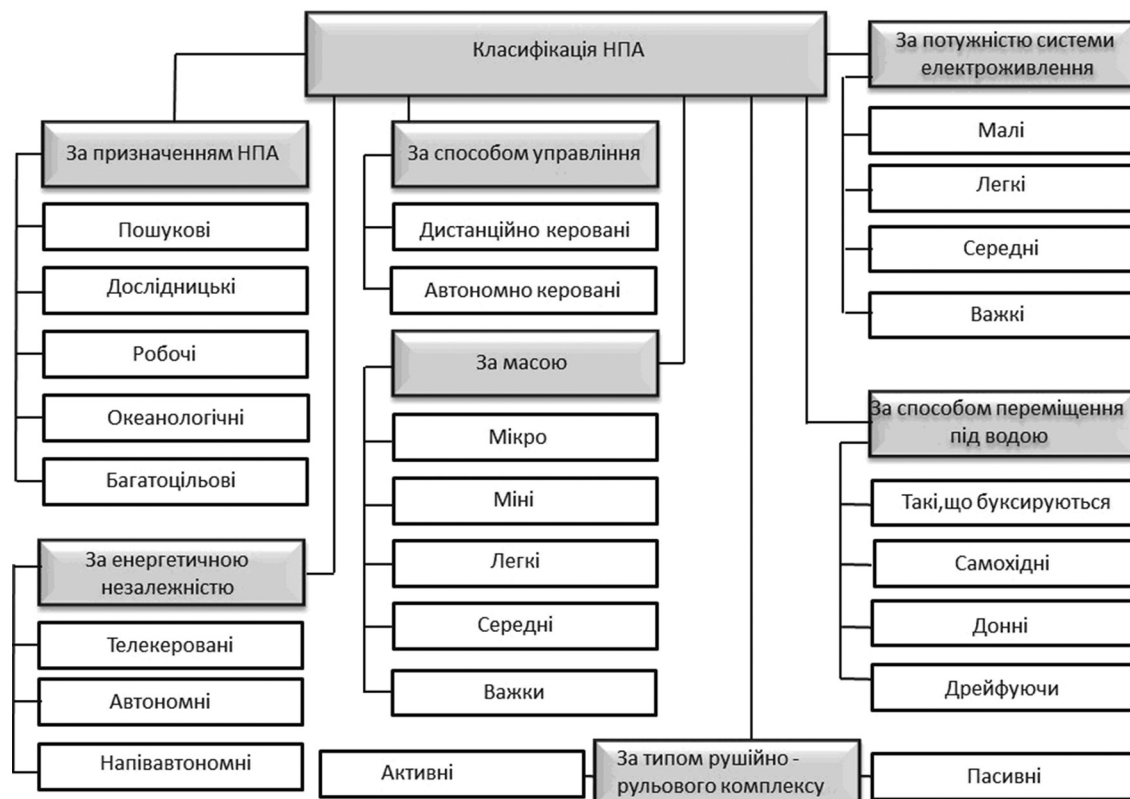 Класифікація НПА
За призначенням НПА
Пошукові
Дослідницькі
Робочі
Океанологічні
Багатоцільові
За енергетичною
незалежністю
Телекеровані
Автономні
Напівавтономні
За способом управління
Дистанційно керовані
Автономно керовані
За масою
Мікро
Міні
Легкі
Середні
Важки
За потужністю системи
електроживлення
Малі
Легкі
Середні
Важкі
За способом переміщення
під водою
Такі,що буксируються
Самохідні
Донні
Дрейфуючи
Активні
За типом рушійно -
рульового комплексу
Пасивні